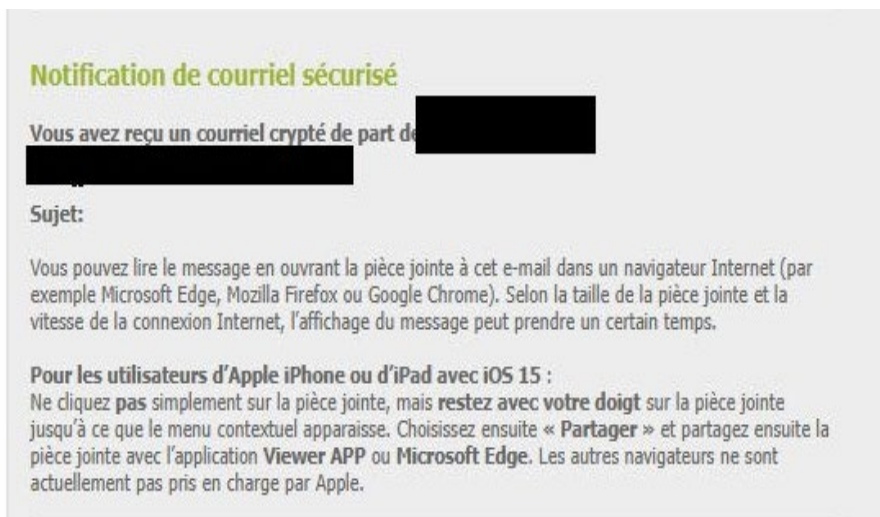 Notification de courriel sécurisé
Vous avez reçu un courriel crypté de part de
Sujet:
Vous pouvez lire le message en ouvrant la pièce jointe à cet e-mail dans un navigateur Internet (par
exemple Microsoft Edge, Mozilla Firefox ou Google Chrome). Selon la taille de la pièce jointe et la
vitesse de la connexion Internet, l'affichage du message peut prendre un certain temps.
Pour les utilisateurs d'Apple iPhone ou d'iPad avec iOS 15 :
Ne cliquez pas simplement sur la pièce jointe, mais restez avec votre doigt sur la pièce jointe
jusqu'à ce que le menu contextuel apparaisse. Choisissez ensuite « Partager » et partagez ensuite la
pièce jointe avec l'application Viewer APP ou Microsoft Edge. Les autres navigateurs ne sont
actuellement pas pris en charge par Apple.